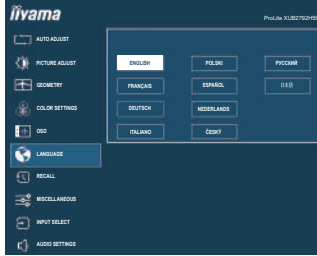 iiyama
ProLite XUB2792HS
AUTO ADJUST
PICTURE ADJUST
GEOMETRY
COLOR SETTINGS
OSD
LANGUAGE
RECALL
MISCELLANEOUS
INPUT SELECT
AUDIO SETTINGS
ENGLISH
POLSKI
РУССКИЙ
FRANÇAIS
ESPAÑOL
DEUTSCH
NEDERLANDS
ITALIANO
ČESKY